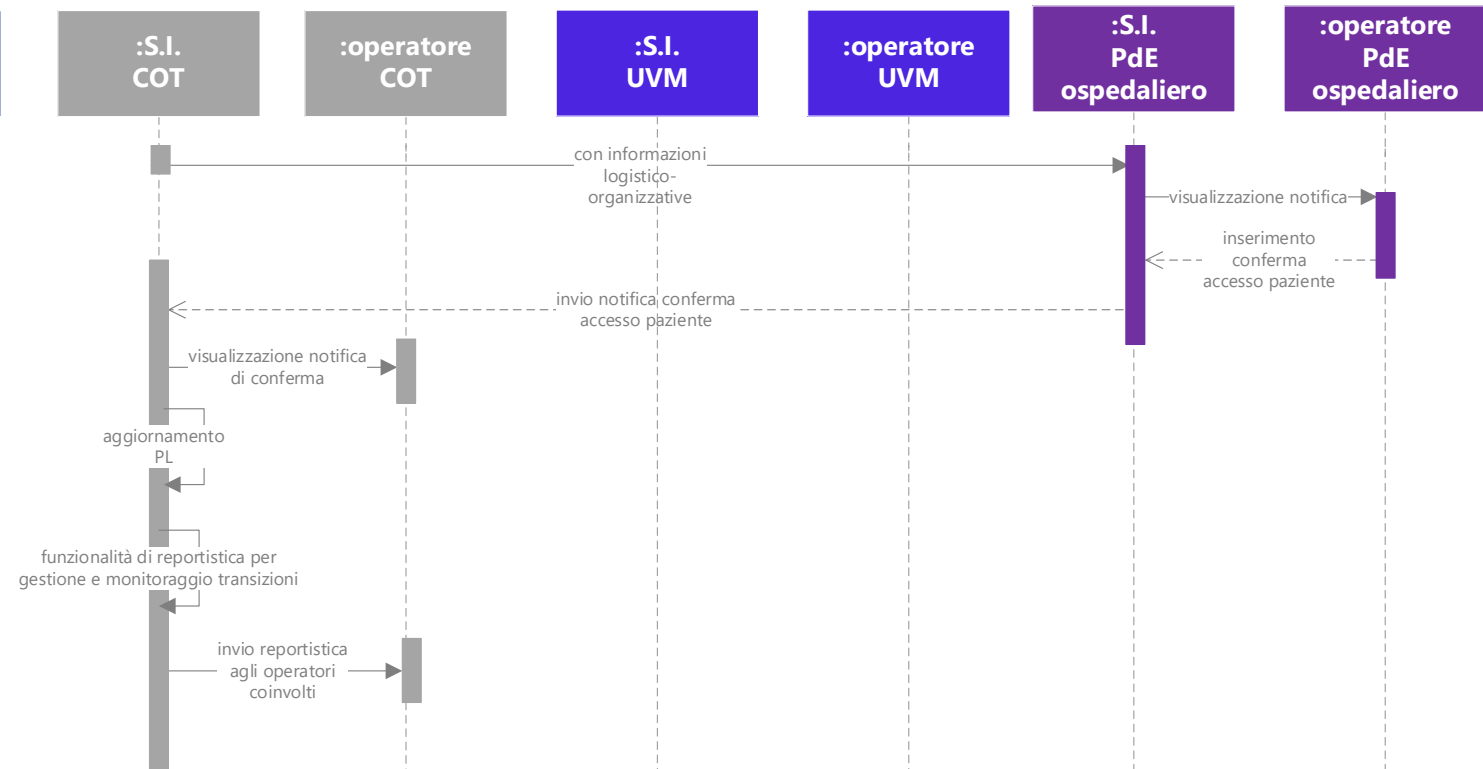 :S.I.
COT
:operatore
COT
:S.I.
UVM
:operatore
UVM
:S.I.
PdE
ospedaliero
:operatore
PdE
ospedaliero
con informazioni
logistico-
organizzative
visualizzazione notifica
inserimento
conferma
accesso paziente
invio notifica conferma
accesso paziente
visualizzazione notifica
di conferma
aggiornamento
PL
funzionalità di reportistica per
gestione e monitoraggio transizioni
invio reportistica
agli operatori
coinvolti